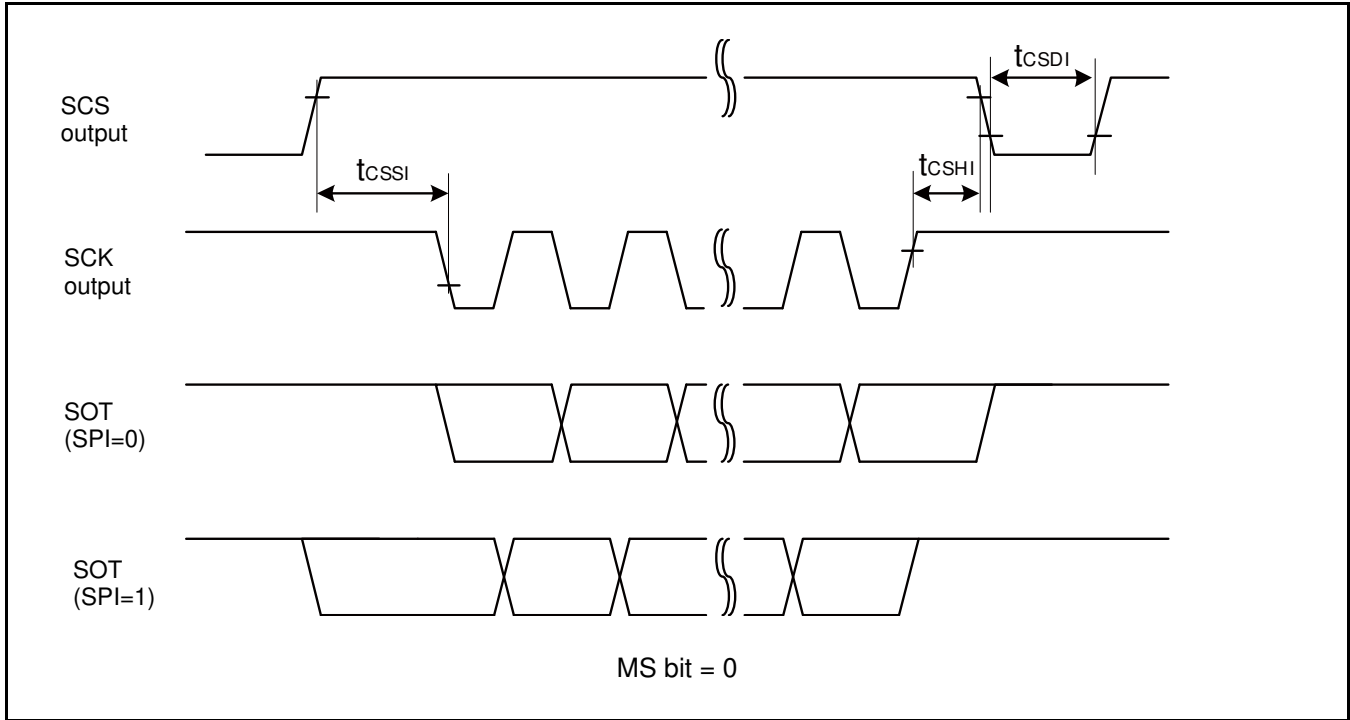 tCSDI
SCS
output
tCSSI
tCSHI
SCK
output
SOT
(SPI=0)
SOT
(SPI=1)
MS bit = 0